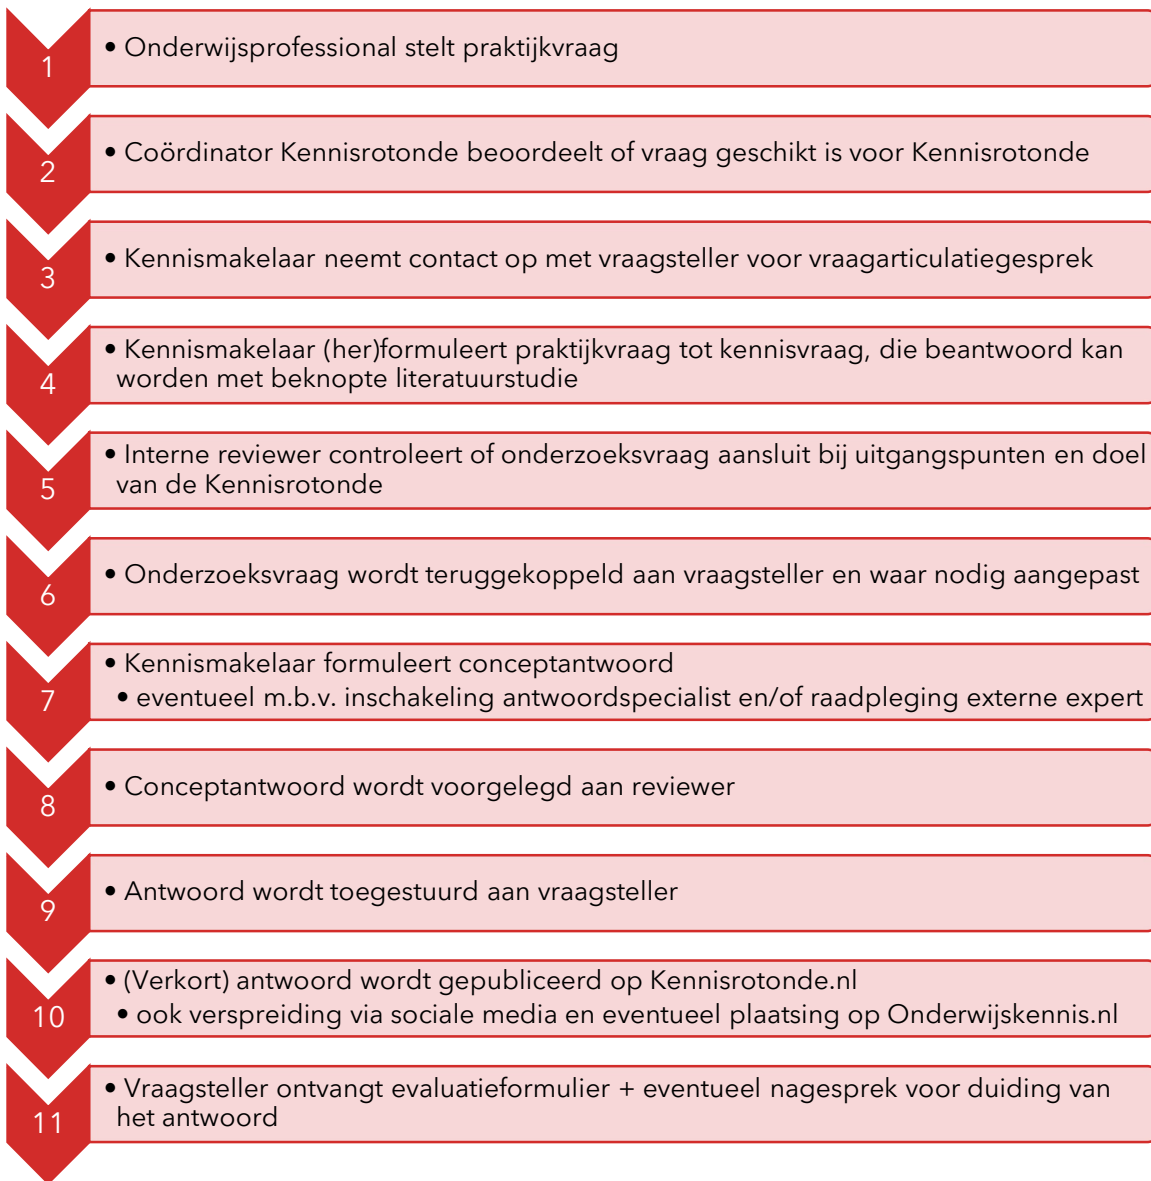 1
• Onderwijsprofessional stelt praktijkvraag
2
• Coördinator Kennisrotonde beoordeelt of vraag geschikt is voor Kennisrotonde
3
• Kennismakelaar neemt contact op met vraagsteller voor vraagarticulatiegesprek
4
• Kennismakelaar (her)formuleert praktijkvraag tot kennisvraag, die beantwoord kan
worden met beknopte literatuurstudie
5
• Interne reviewer controleert of onderzoeksvraag aansluit bij uitgangspunten en doel
van de Kennisrotonde
6
• Onderzoeksvraag wordt teruggekoppeld aan vraagsteller en waar nodig aangepast
7
• Kennismakelaar formuleert conceptantwoord
• eventueel m.b.v. inschakeling antwoordspecialist en/of raadpleging externe expert
8
• Conceptantwoord wordt voorgelegd aan reviewer
9
• Antwoord wordt toegestuurd aan vraagsteller
10
• (Verkort) antwoord wordt gepubliceerd op Kennisrotonde.nl
• ook verspreiding via sociale media en eventueel plaatsing op Onderwijskennis.nl
11
• Vraagsteller ontvangt evaluatieformulier + eventueel nagesprek voor duiding van
het antwoord